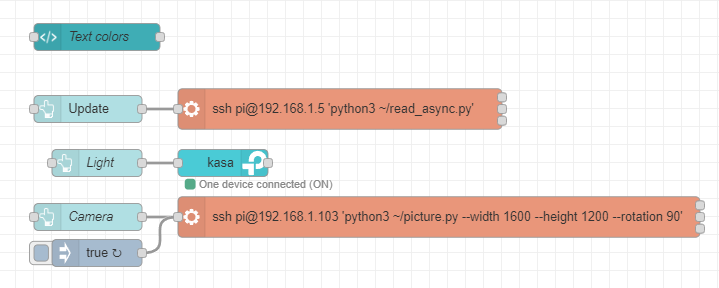 Text colors
Update
ssh pi@192.168.1.5 'python3 ~/read_async.py'
Light
kasa
One device connected (ON)
Camera
ssh pi@192.168.1.103 'python3 ~/picture.py --width 1600 --height 1200 --rotation 90'
true ↻